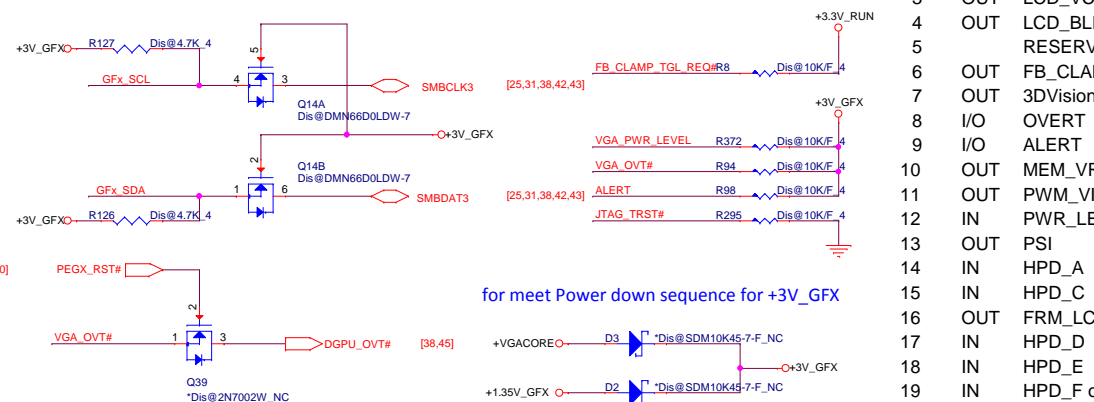 +3V_GFX
R127
Dis@4.7K_4
GFx_SCL
4
5
3
SMBCLK3
[25,31,38,42,43]
Q14A
Dis@DMN66D0LDW-7
+3V_GFX
Q14B
Dis@DMN66D0LDW-7
2
GFx_SDA
1
6
SMBDAT3
[25,31,38,42,43]
+3V_GFX
R126
Dis@4.7K_4
0]
PEGX_RST#
2
VGA_OVT#
1
3
DGPU_OVT#
[38,45]
Q39
*Dis@2N7002W_NC
+3.3V_RUN
FB_CLAMP_TGL_REQ#
R8
Dis@10K/F_4
+3V_GFX
VGA_PWR_LEVEL
R372
Dis@10K/F_4
VGA_OVT#
R94
Dis@10K/F_4
ALERT
R98
Dis@10K/F_4
JTAG_TRST#
R295
Dis@10K/F_4
for meet Power down sequence for +3V_GFX
+VGACORE
D3
*Dis@SDM10K45-7-F_NC
+3V_GFX
+1.35V_GFX
D2
*Dis@SDM10K45-7-F_NC
4 OUT LCD_BL
5 RESERV
6 OUT FB_CLA
7 OUT 3DVision
8 I/O OVERT
9 I/O ALERT
10 OUT MEM_VR
11 OUT PWM_V
12 IN PWR_LE
13 OUT PSI
14 IN HPD_A
15 IN HPD_C
16 OUT FRM_LC
17 IN HPD_D
18 IN HPD_E
19 IN HPD_F